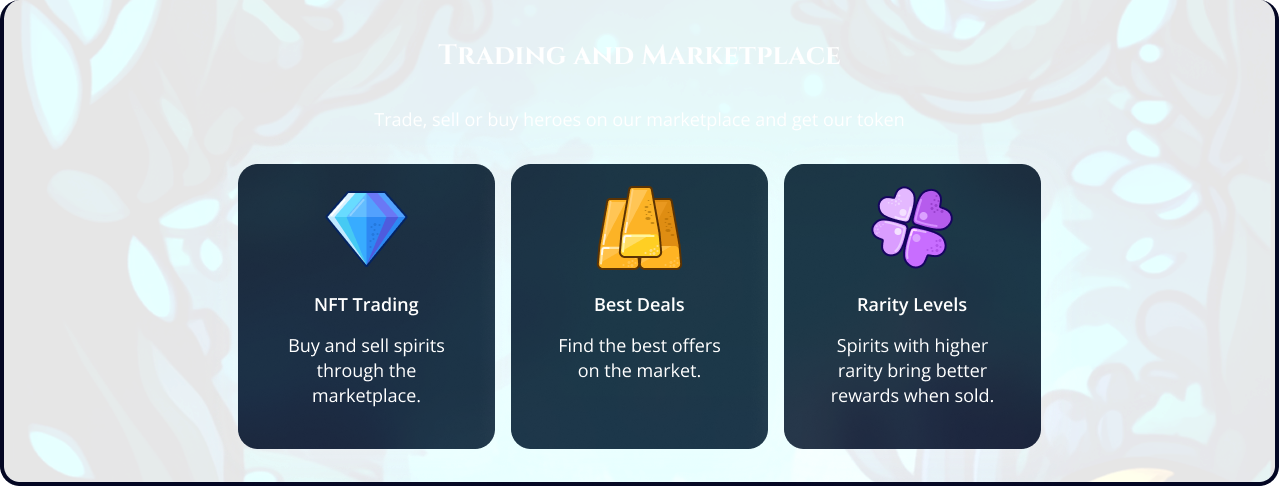 Trading and Marketplace
Trade, sell or buy heroes on our marketplace and get our token
NFT Trading
Buy and sell spirits
through the
marketplace.
Best Deals
Find the best offers
on the market.
Rarity Levels
Spirits with higher
rarity bring better
rewards when sold.